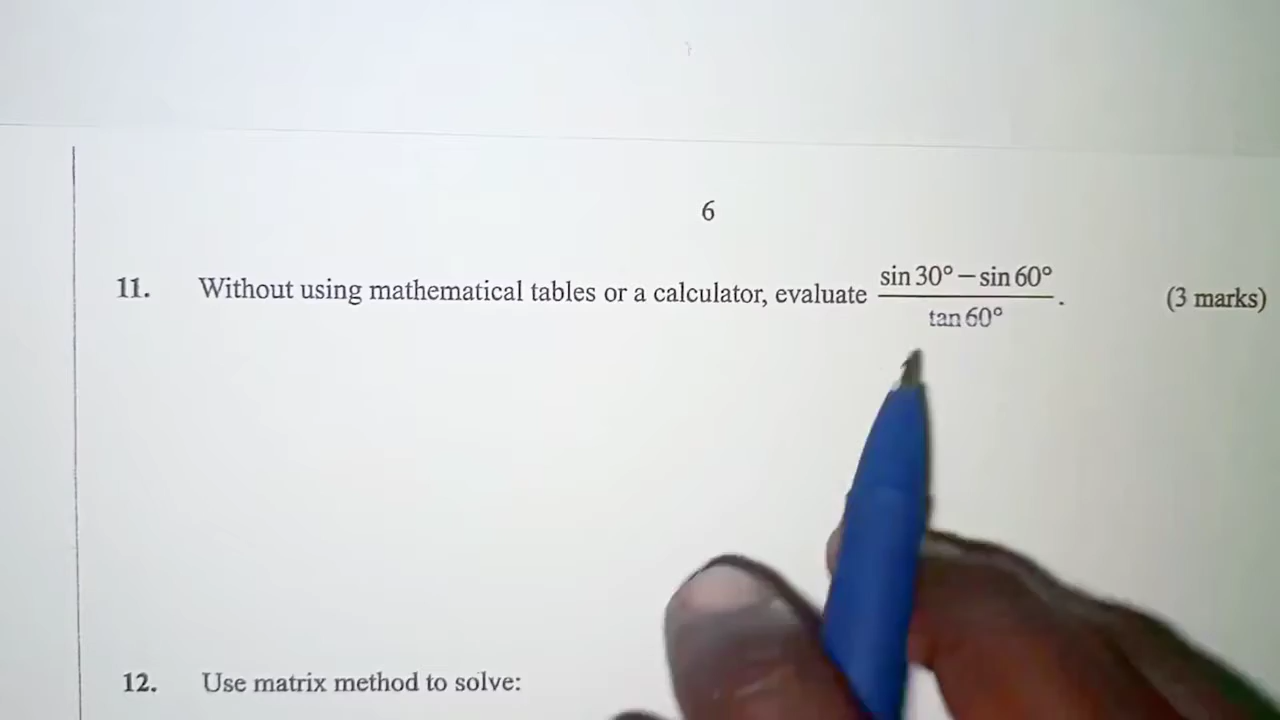 6
11. Without using mathematical tables or a calculator, evaluate (sin 30° – sin 60°) / (tan 60°). (3 marks)
12. Use matrix method to solve: